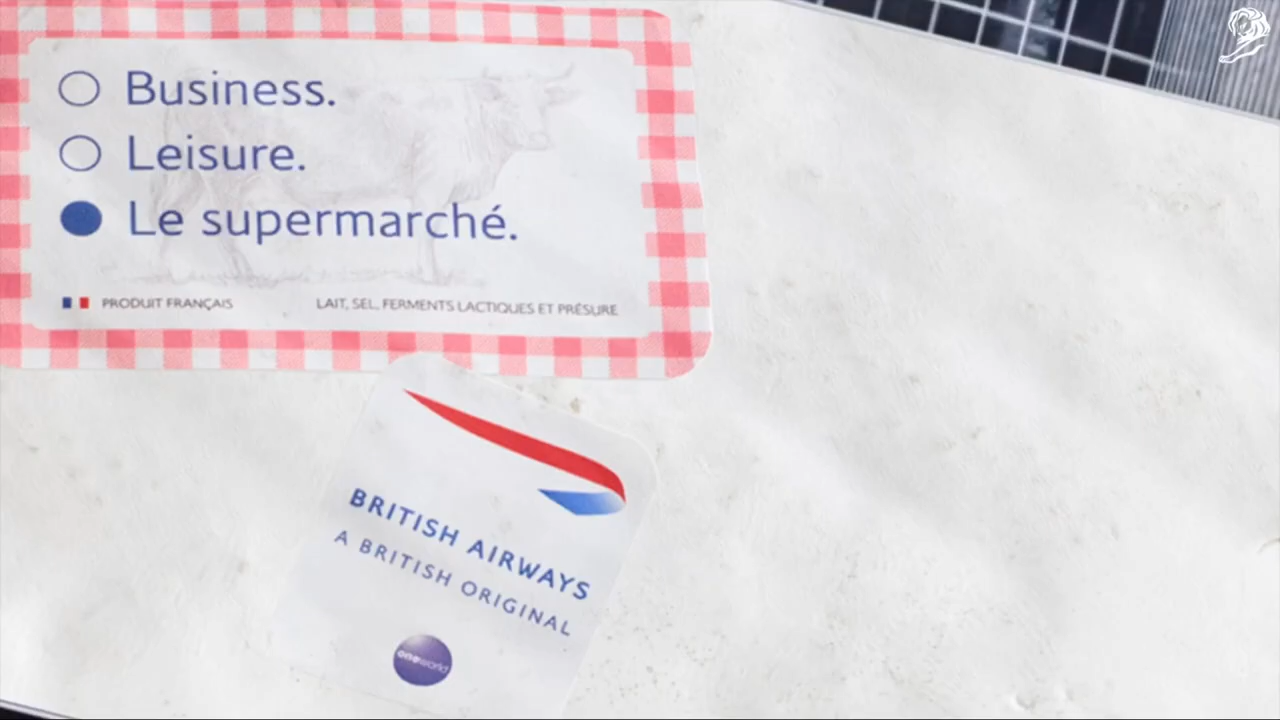 Business.
Leisure.
Le supermarché.
PRODUIT FRANÇAIS
LAIT, SEL, FERMENTS LACTIQUES ET PRÉSURE
BRITISH AIRWAYS
A BRITISH ORIGINAL
oneworld